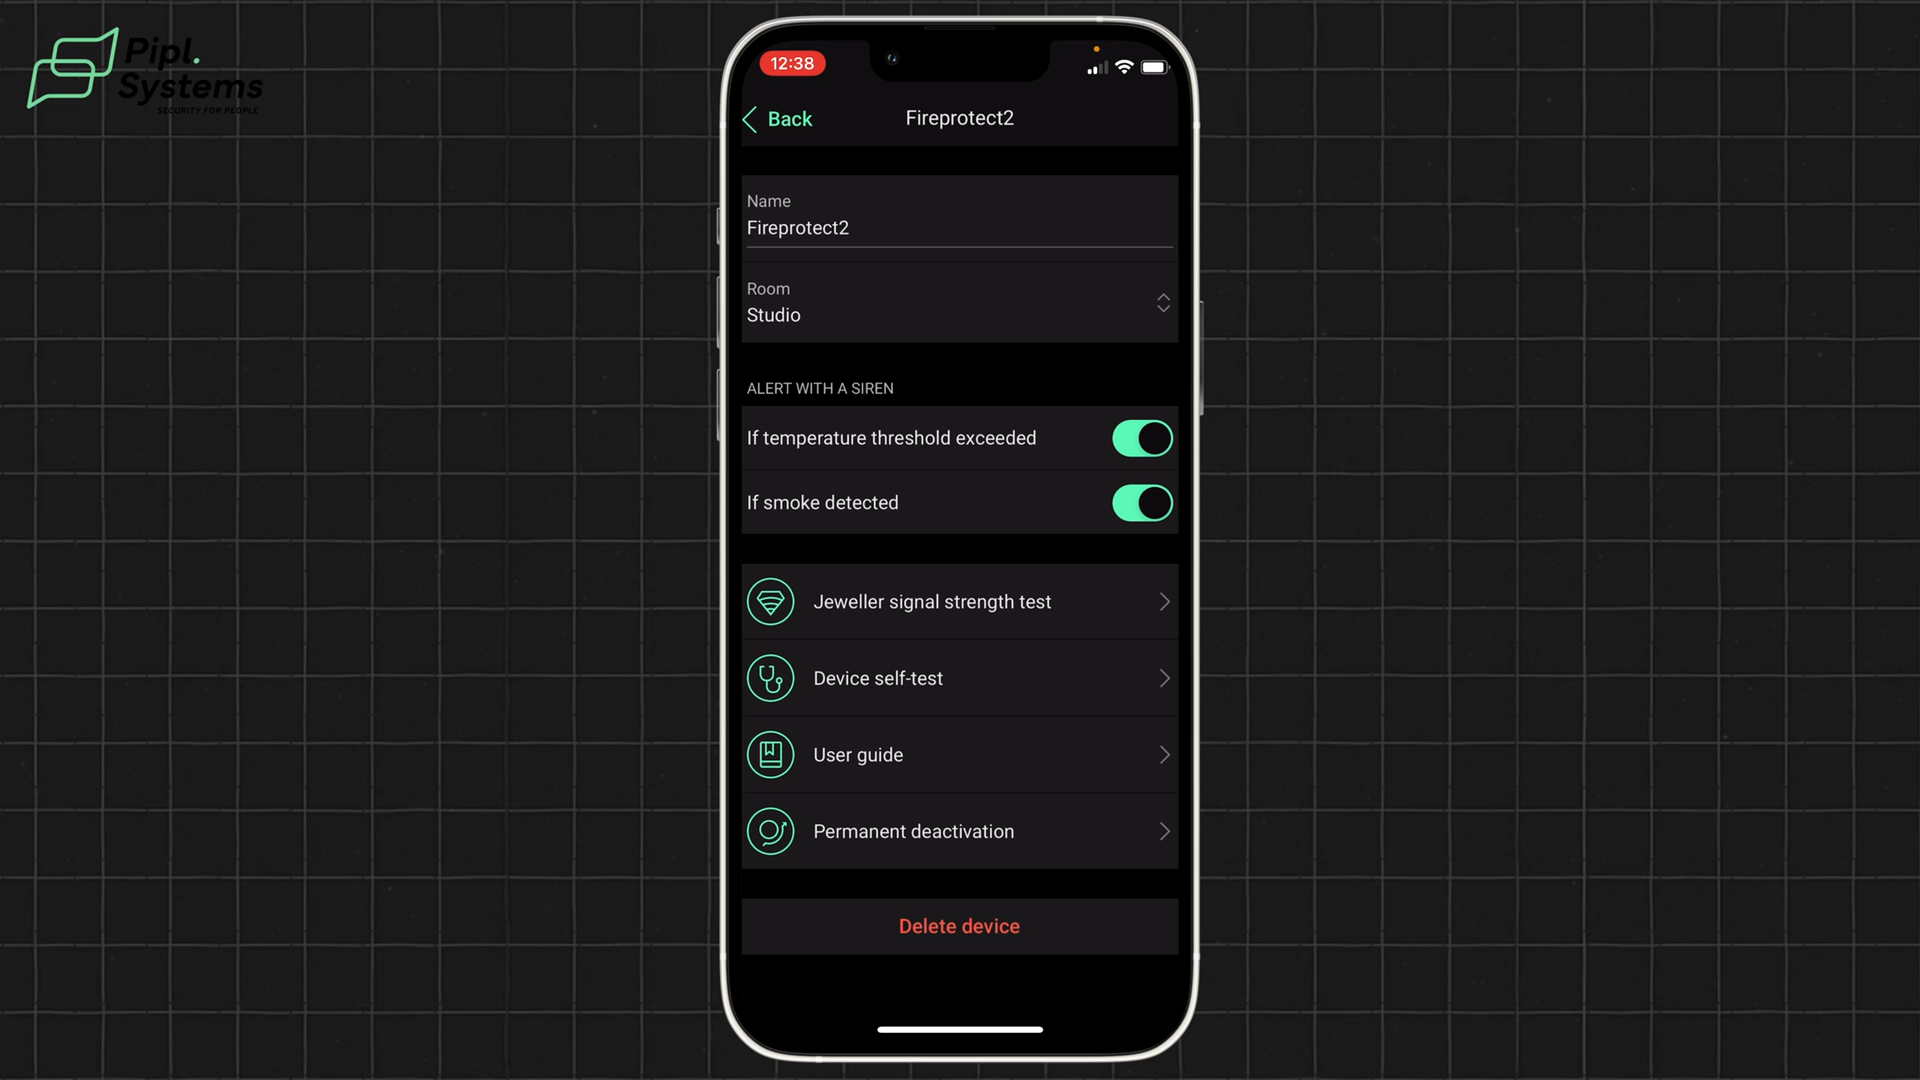 Pipl.
Systems
SECURITY FOR PEOPLE
12:38
Back
Fireprotect2
Name
Fireprotect2
Room
Studio
ALERT WITH A SIREN
If temperature threshold exceeded
If smoke detected
Jeweller signal strength test
Device self-test
User guide
Permanent deactivation
Delete device